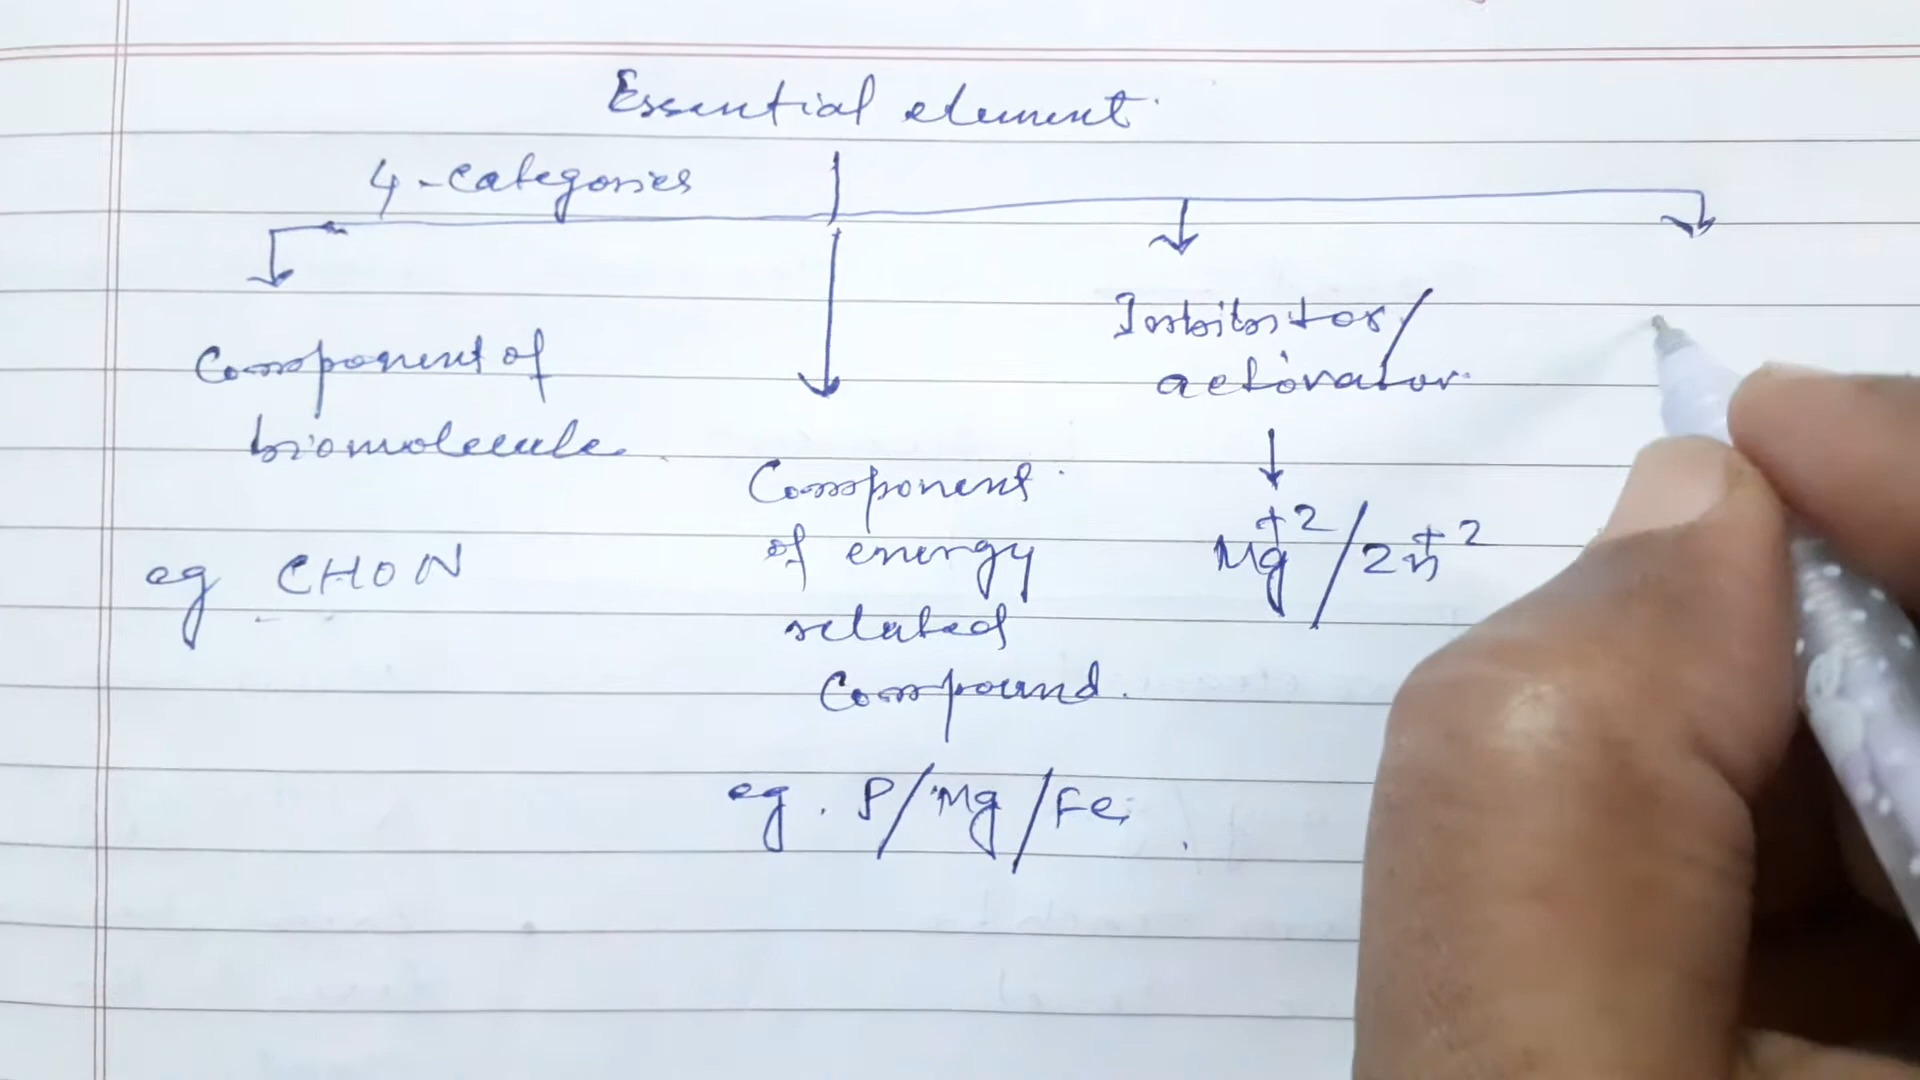 Essential element
4-categories
Component of
biomolecule
eg CHON
Component
of energy
related
Compound.
eg. P/Mg/Fe
Inhibitor/
activator
Mg+2/Zn+2